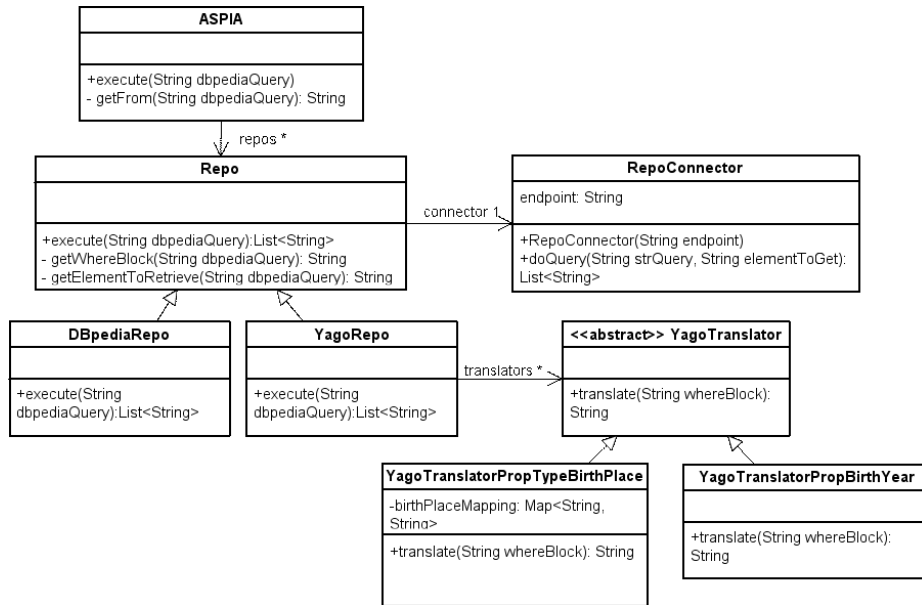 ASPIA
+execute(String dbpediaQuery)
- getFrom(String dbpediaQuery): String
repos *
Repo
+execute(String dbpediaQuery):List<String>
- getWhereBlock(String dbpediaQuery): String
- getElementToRetrieve(String dbpediaQuery): String
connector 1
RepoConnector
endpoint: String
+RepoConnector(String endpoint)
+doQuery(String strQuery, String elementToGet):
List<String>
DBpediaRepo
+execute(String
dbpediaQuery):List<String>
YagoRepo
+execute(String
dbpediaQuery):List<String>
translators *
<<abstract>> YagoTranslator
+translate(String whereBlock):
String
YagoTranslatorPropTypeBirthPlace
-birthPlaceMapping: Map<String,
String>
+translate(String whereBlock): String
YagoTranslatorPropBirthYear
+translate(String whereBlock):
String